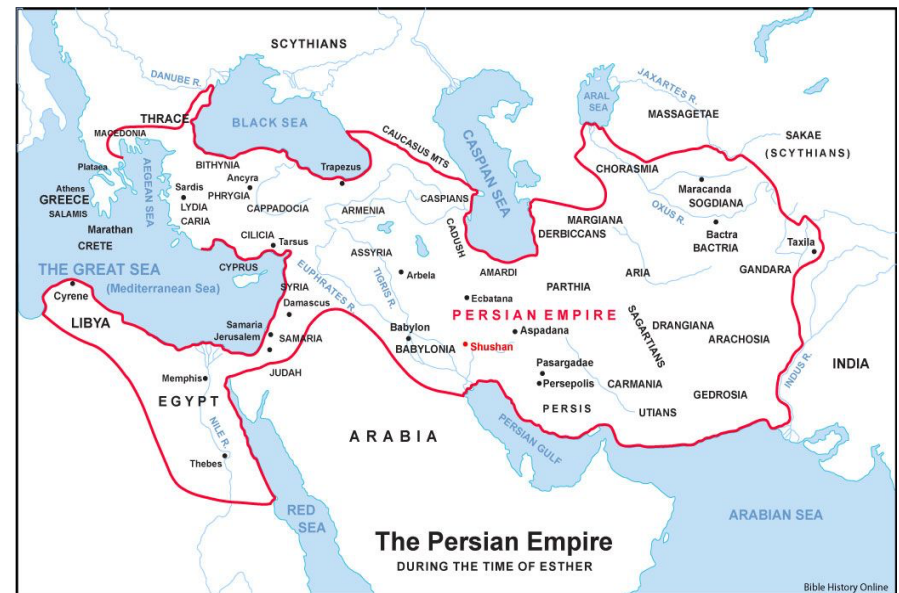 SCYTHIANS
DANUBE R.
THRACE
BLACK SEA
MACEDONIA
CAUCASUS MTS
CASPIAN SEA
ARAL
SEA
JAXARTES R.
MASSAGETAE
SAKAE
(SCYTHIANS)
CHORASMIA
Maracanda
SOGDIANA
OXUS R.
Bactra
BACTRIA
Taxila
GANDARA
MARGIANA
DERBICCANS
BITHYNIA
Trapezus
Ancyra
PHRYGIA
Sardis
LYDIA
CARIA
CAPPADOCIA
ARMENIA
CASPIANS
CADUSH
Plataea
AEGEAN SEA
Athens
GREECE
SALAMIS
Marathan
CRETE
CILICIA
Tarsus
ASSYRIA
Arbela
AMARDI
PARTHIA
ARIA
THE GREAT SEA
(Mediterranean Sea)
CYPRUS
SYRIA
EUPHRATES R.
TIGRIS R.
Ecbatana
PERSIAN EMPIRE
SAGARTIANS
DRANGIANA
ARACHOSIA
Cyrene
LIBYA
Damascus
Samaria
Jerusalem
SAMARIA
JUDAH
Babylon
BABYLONIA
Shushan
Aspadana
Pasargadae
Persepolis
PERSIS
CARMANIA
UTIANS
GEDROSIA
INDUS R.
INDIA
Memphis
EGYPT
NILE R.
Thebes
ARABIA
PERSIAN GULF
RED
SEA
ARABIAN SEA
The Persian Empire
DURING THE TIME OF ESTHER
Bible History Online